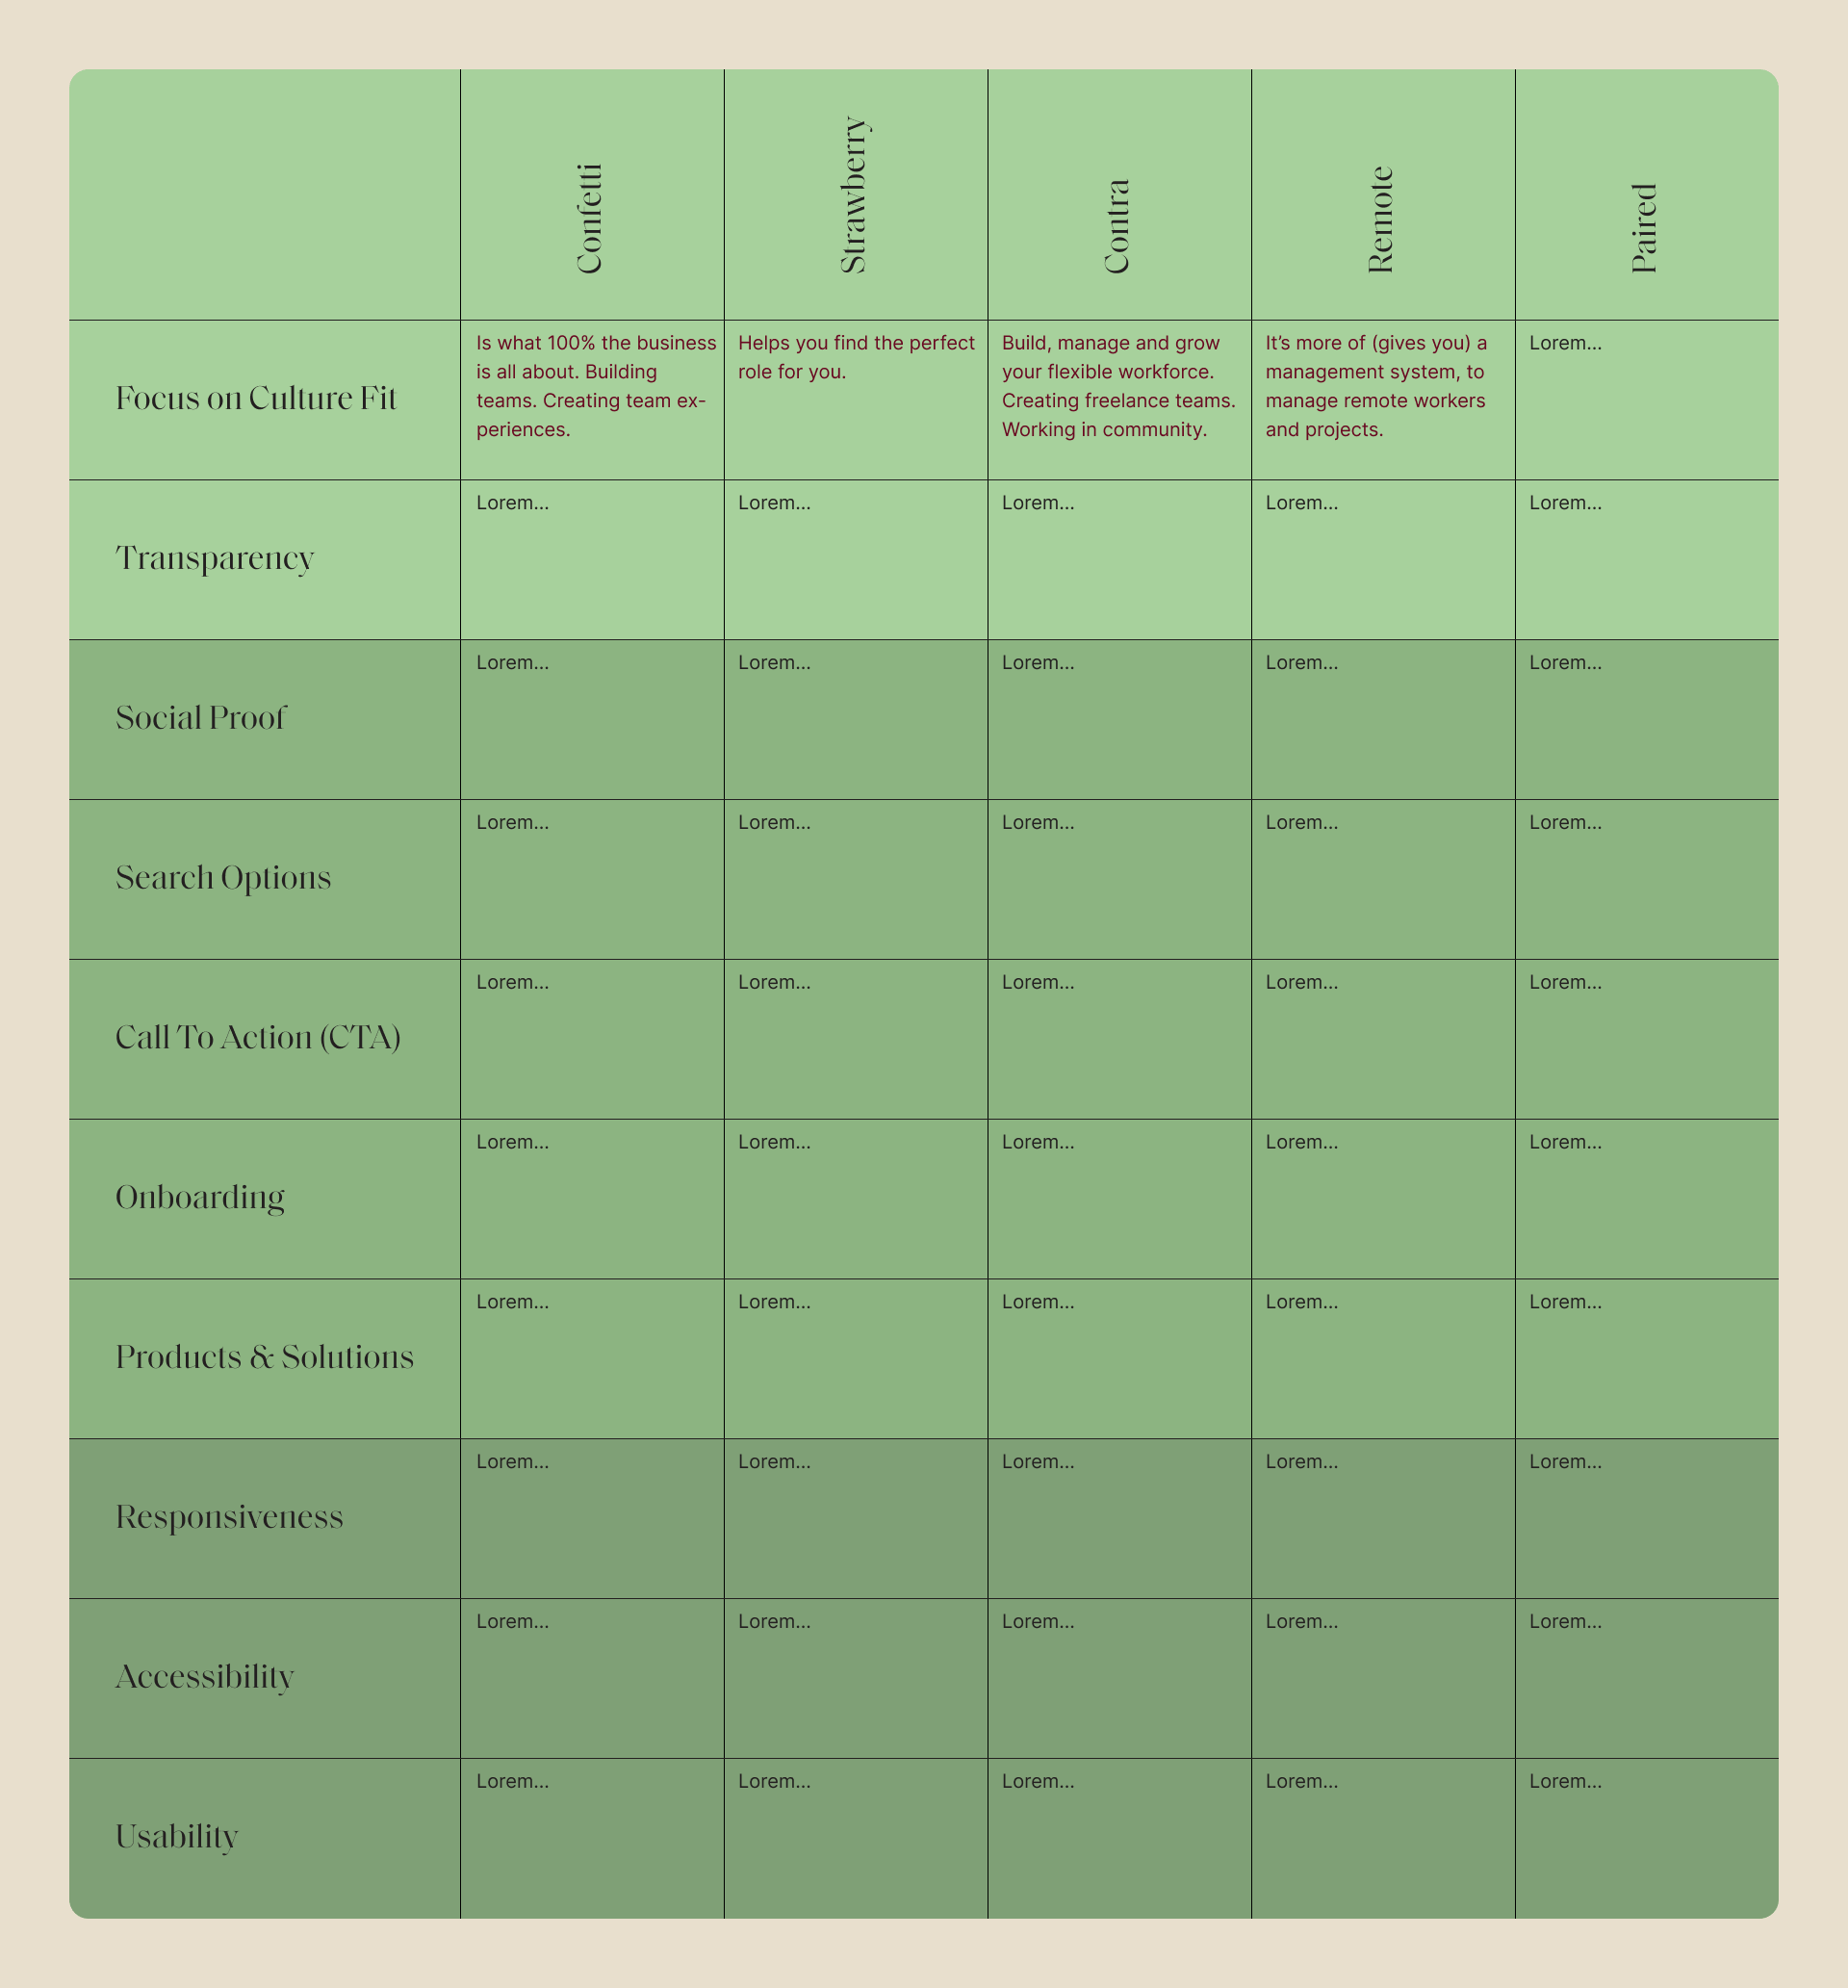 Confetti
Strawberry
Contra
Remote
Paired
Focus on Culture Fit
Is what 100% the business
is all about. Building
teams. Creating team ex-
periences.
Helps you find the perfect
role for you.
Build, manage and grow
your flexible workforce.
Creating freelance teams.
Working in community.
It’s more of (gives you) a
management system, to
manage remote workers
and projects.
Lorem...
Transparency
Lorem...
Lorem...
Lorem...
Lorem...
Lorem...
Social Proof
Lorem...
Lorem...
Lorem...
Lorem...
Lorem...
Search Options
Lorem...
Lorem...
Lorem...
Lorem...
Lorem...
Call To Action (CTA)
Lorem...
Lorem...
Lorem...
Lorem...
Lorem...
Onboarding
Lorem...
Lorem...
Lorem...
Lorem...
Lorem...
Products & Solutions
Lorem...
Lorem...
Lorem...
Lorem...
Lorem...
Responsiveness
Lorem...
Lorem...
Lorem...
Lorem...
Lorem...
Accessibility
Lorem...
Lorem...
Lorem...
Lorem...
Lorem...
Usability
Lorem...
Lorem...
Lorem...
Lorem...
Lorem...